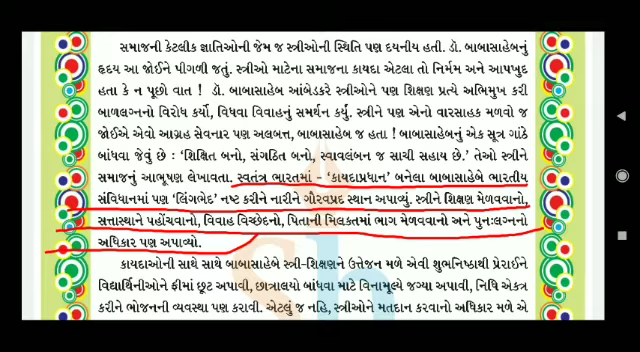 સમાજની કેટલીક જ્ઞાતિઓની જેમ જ સ્ત્રીઓની સ્થિતિ પણ દયનીય હતી. ડૉ. બાબાસાહેબનું
હૃદય આ જોઈને પીગળી જતું. સ્ત્રીઓ માટેના સમાજના કાયદા એટલા તો નિર્મમ અને આપખુદ
હતા કે ન પૂછો વાત ! ડૉ. બાબાસાહેબ આંબેડકરે સ્ત્રીઓને પણ શિક્ષણ પ્રત્યે અભિમુખ કરી
બાળલગ્નનો વિરોધ કર્યો, વિધવા વિવાહનું સમર્થન કર્યું. સ્ત્રીને પણ એનો વારસાહક મળવો જ
જોઈએ એવો આગ્રહ સેવનાર પણ અલબત્ત, બાબાસાહેબ જ હતા ! બાબાસાહેબનું એક સૂત્ર ગાંઠે
બાંધવા જેવું છે : ‘શિક્ષિત બનો, સંગઠિત બનો, સ્વાવલંબન જ સાચી સહાય છે.’ તેઓ સ્ત્રીને
સમાજનું આભૂષણ લેખાવતા. સ્વતંત્ર ભારતમાં - ‘કાયદાપ્રધાન’ બનેલા બાબાસાહેબે ભારતીય
સંવિધાનમાં પણ ‘લિંગભેદ’ નષ્ટ કરીને નારીને ગૌરવપ્રદ સ્થાન અપાવ્યું. સ્ત્રીને શિક્ષણ મેળવવાનો,
સત્તાસ્થાને પહોંચવાનો, વિવાહ વિચ્છેદનો, પિતાની મિલકતમાં ભાગ મેળવવાનો અને પુનઃલગ્નનો
અધિકાર પણ અપાવ્યો.
કાયદાઓની સાથે સાથે બાબાસાહેબે સ્ત્રી-શિક્ષણને ઉત્તેજન મળે એવી શુભનિષ્ઠાથી પ્રેરાઈને
વિદ્યાર્થિનીઓને ફીમાં છૂટ અપાવી, છાત્રાલયો બાંધવા માટે વિનામૂલ્યે જગ્યા અપાવી, નિધિ એકત્ર
કરીને ભોજનની વ્યવસ્થા પણ કરાવી. એટલું જ નહિ, સ્ત્રીઓને મતદાન કરવાનો અધિકાર મળે એ